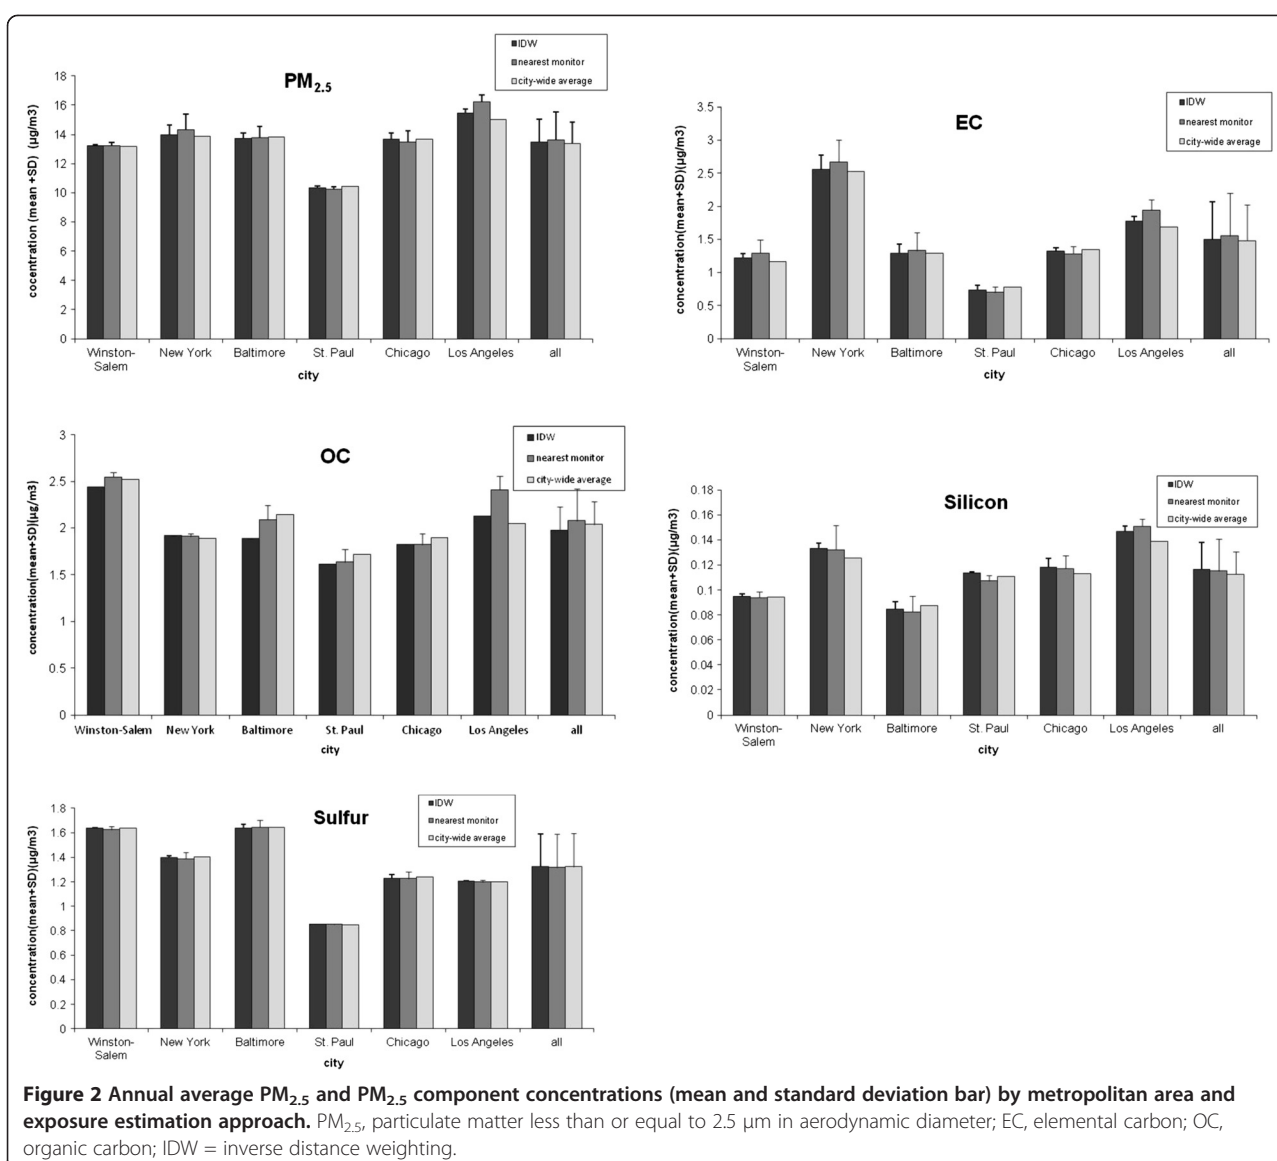 PM2.5
IDW
nearest monitor
city-wide average
cocentration (mean +SD) (µg/m3)
18
16
14
12
10
8
6
4
2
0
Winston-Salem New York Baltimore St. Paul Chicago Los Angeles all
city
EC
IDW
nearest monitor
city-wide average
concentration(mean+SD)(µg/m3)
3.5
3
2.5
2
1.5
1
0.5
0
Winston-Salem New York Baltimore St. Paul Chicago Los Angeles all
city
OC
IDW
nearest monitor
city-wide average
concentration(mean+SD)(µg/m3)
3
2.5
2
1.5
1
0.5
0
Winston-Salem New York Baltimore St. Paul Chicago Los Angeles all
city
Silicon
IDW
nearest monitor
city-wide average
concentration(mean+SD)(µg/m3)
0.18
0.16
0.14
0.12
0.1
0.08
0.06
0.04
0.02
0
Winston-Salem New York Baltimore St. Paul Chicago Los Angeles all
city
Sulfur
IDW
nearest monitor
city-wide average
concentration(mean+SD)(µg/m3)
1.8
1.6
1.4
1.2
1
0.8
0.6
0.4
0.2
0
Winston-Salem New York Baltimore St. Paul Chicago Los Angeles all
city
Figure 2 Annual average PM2.5 and PM2.5 component concentrations (mean and standard deviation bar) by metropolitan area and
exposure estimation approach. PM2.5, particulate matter less than or equal to 2.5 µm in aerodynamic diameter; EC, elemental carbon; OC,
organic carbon; IDW = inverse distance weighting.